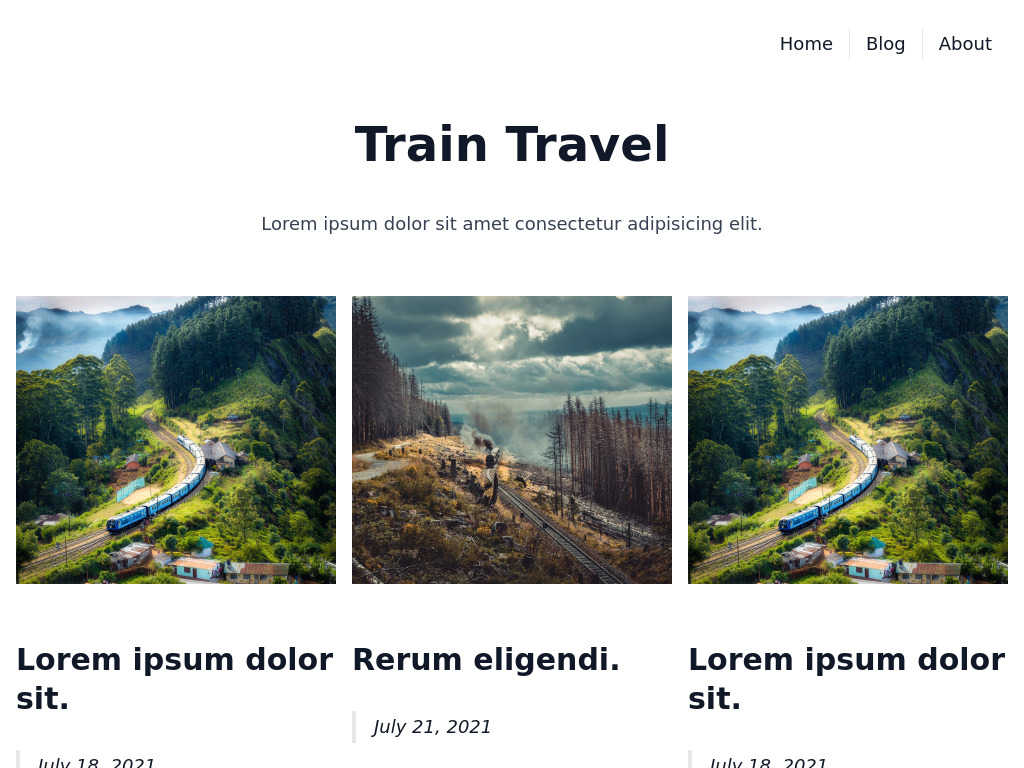 Home
Blog
About
Train Travel
Lorem ipsum dolor sit amet consectetur adipisicing elit.
Lorem ipsum dolor
sit.
July 18, 2021
Rerum eligendi.
July 21, 2021
Lorem ipsum dolor
sit.
July 18, 2021